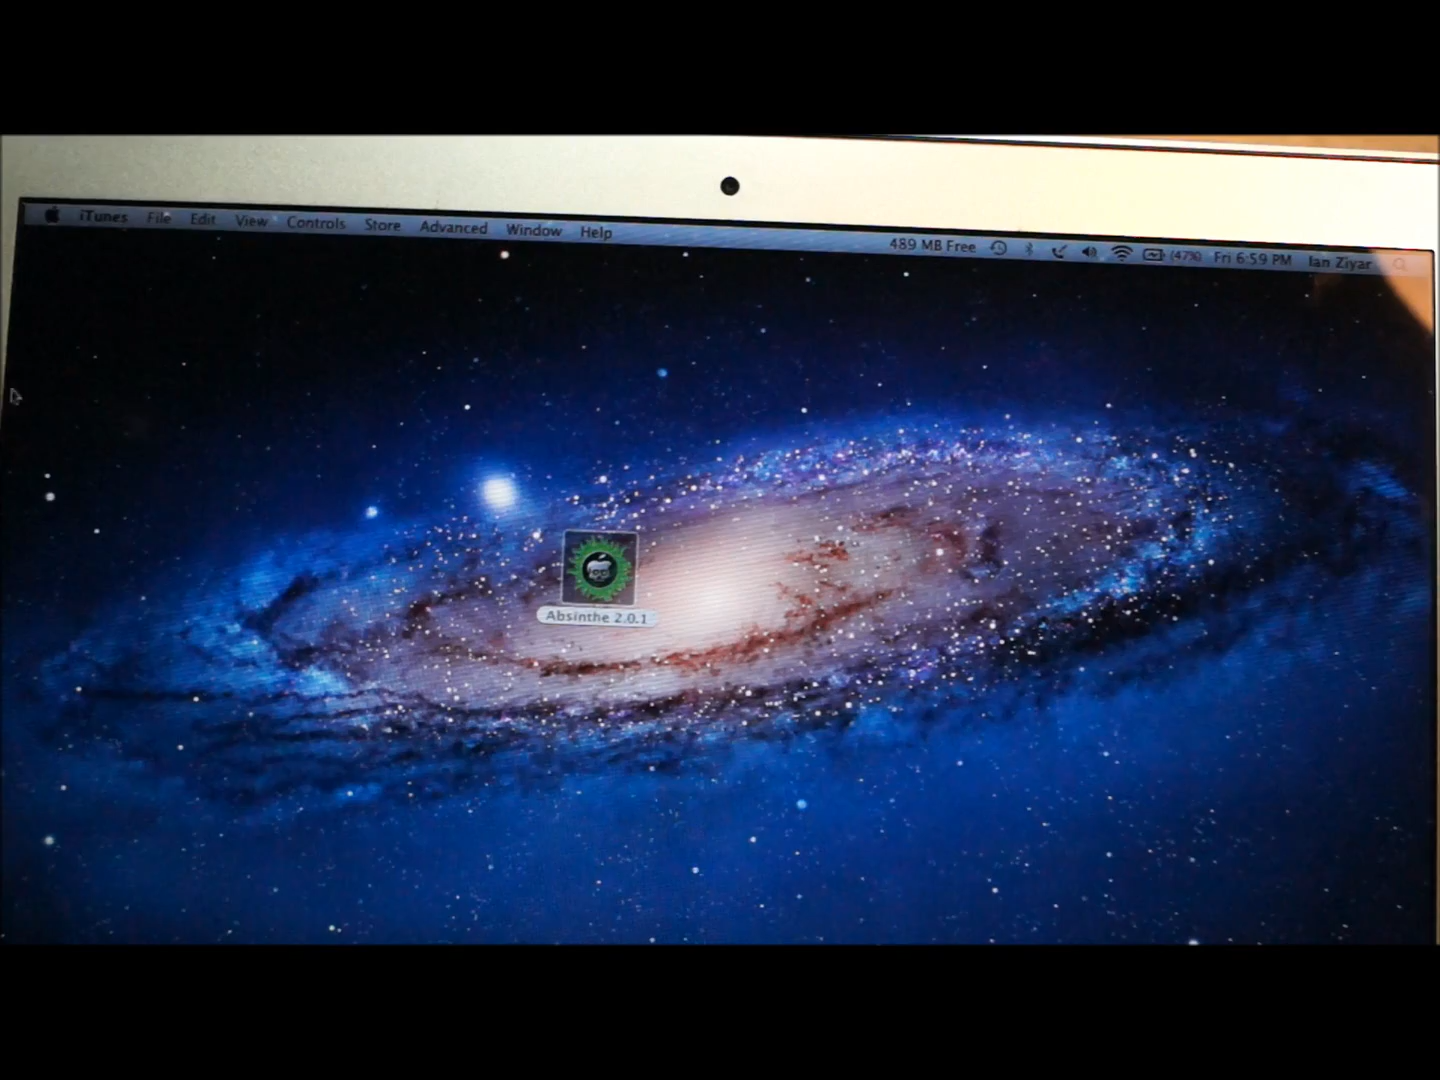 iTunes File Edit View Controls Store Advanced Window Help 489 MB Free (47%) Fri 6:59 PM Ian Ziyar
Absinthe 2.0.1